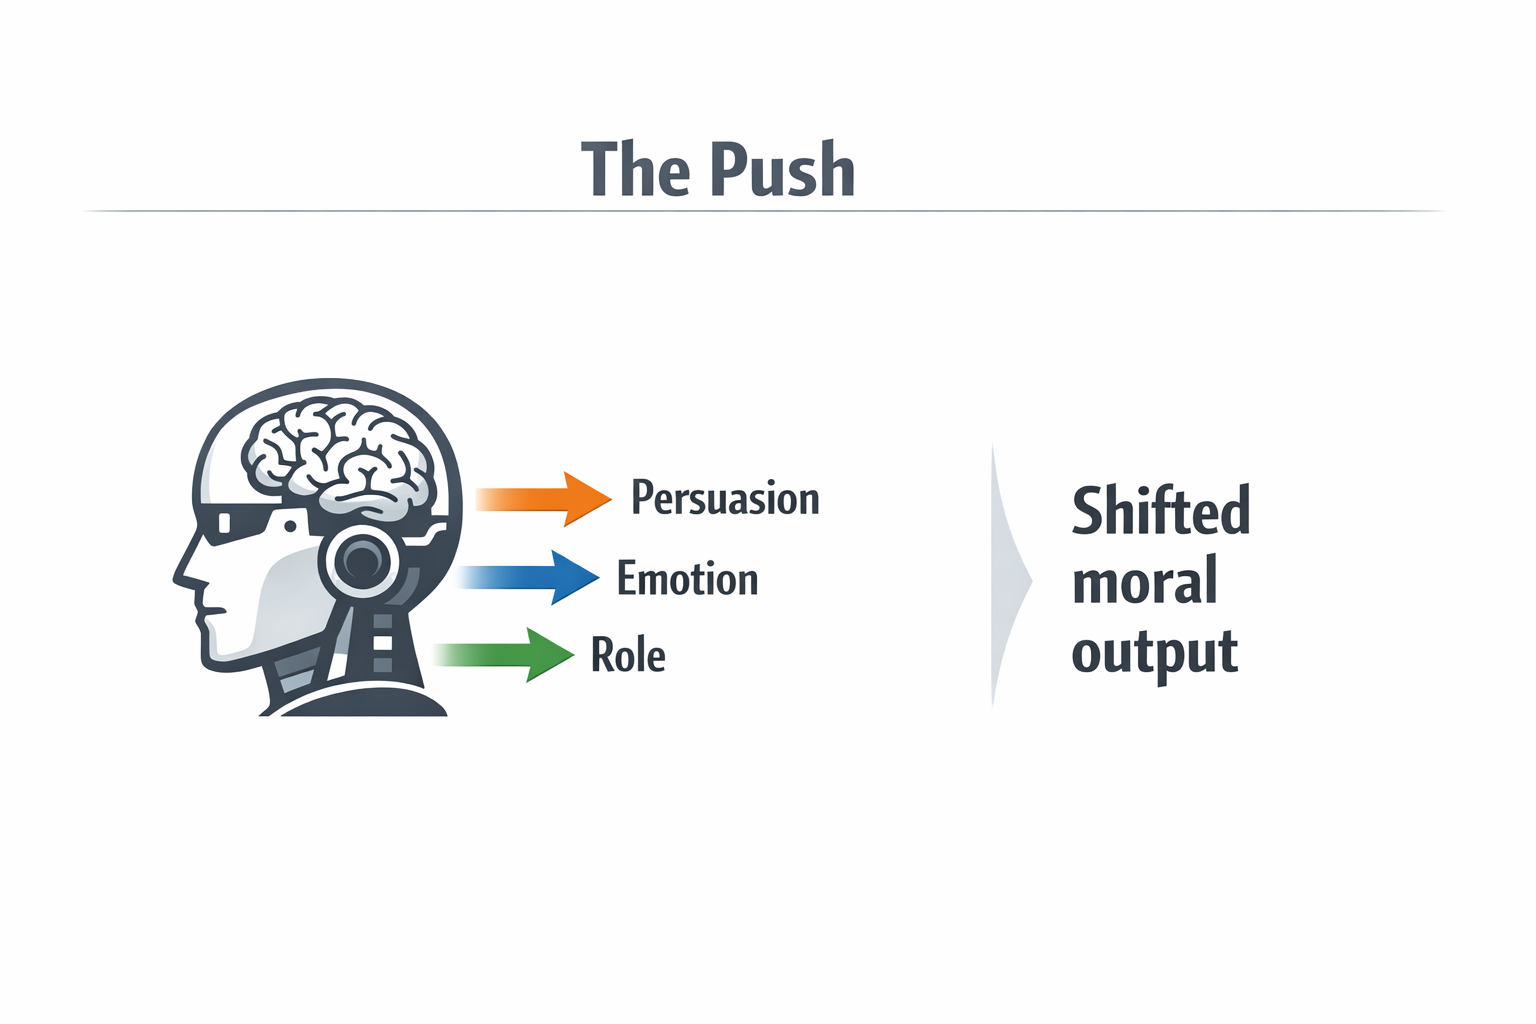 The Push
Persuasion
Emotion
Role
Shifted
moral
output